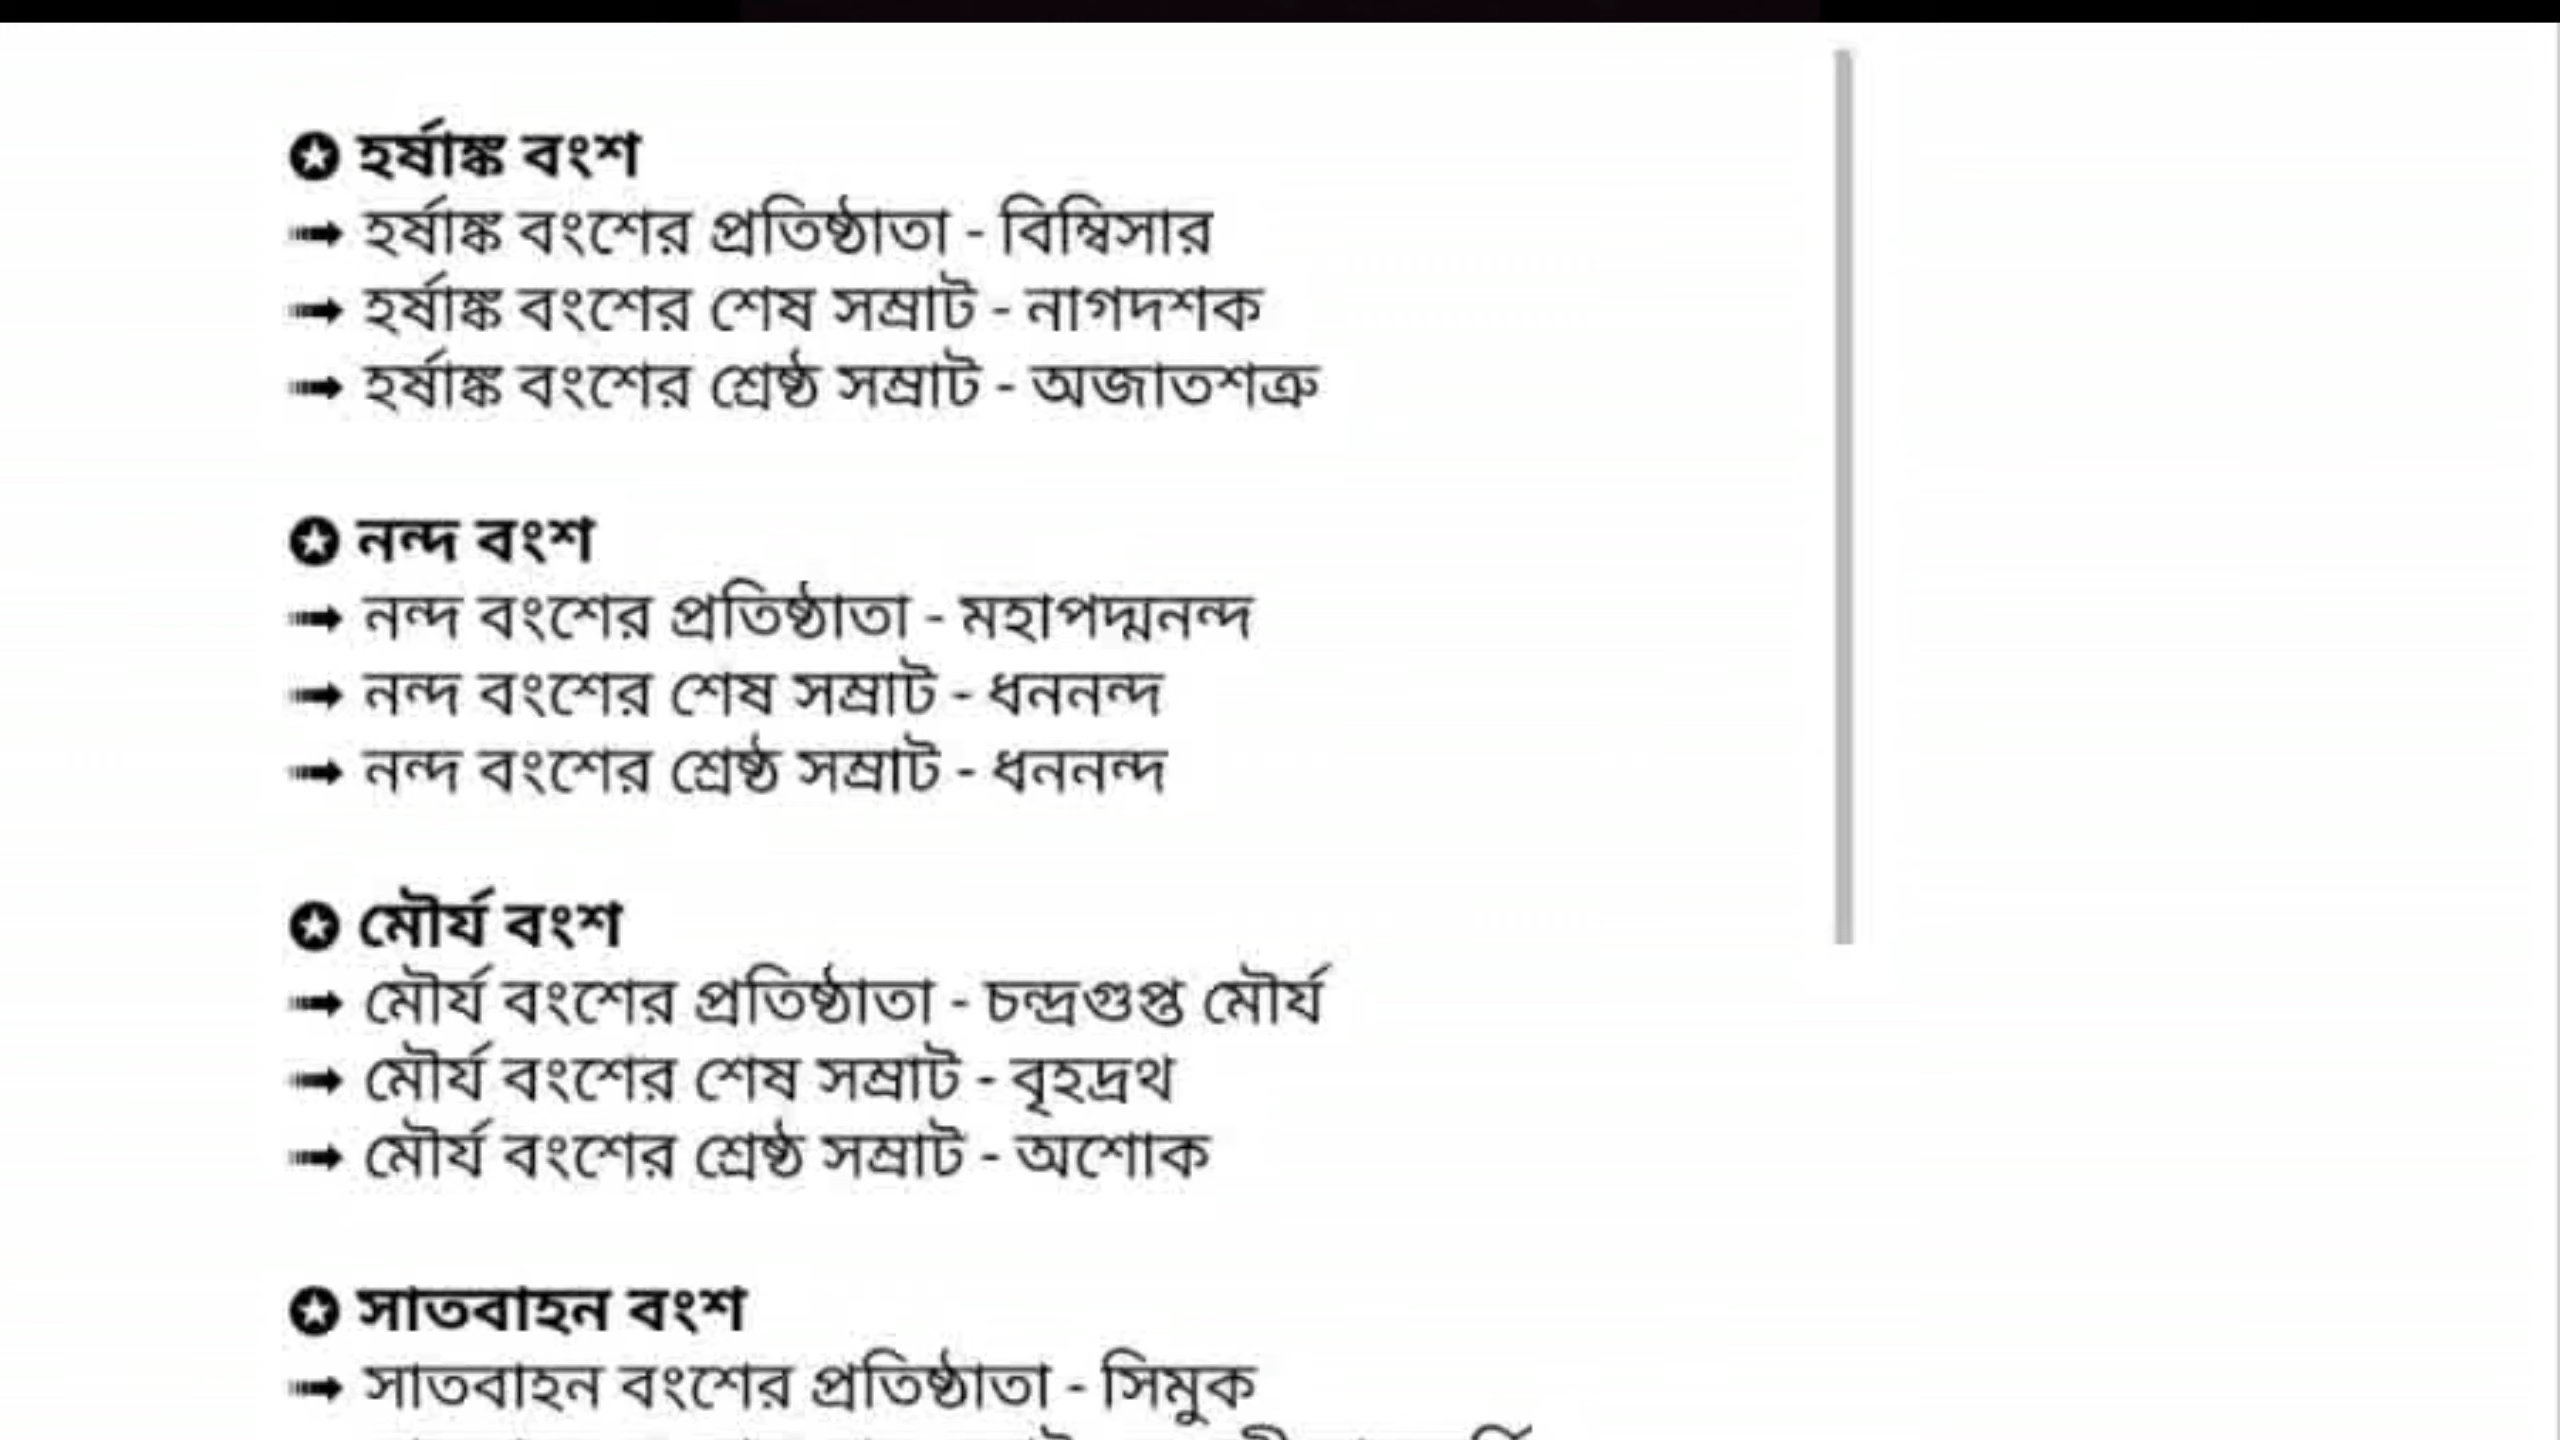 ✪ হর্ষাঙ্ক বংশ
➟ হর্ষাঙ্ক বংশের প্রতিষ্ঠাতা - বিম্বিসার
➟ হর্ষাঙ্ক বংশের শেষ সম্রাট - নাগদশক
➟ হর্ষাঙ্ক বংশের শ্রেষ্ঠ সম্রাট - অজাতশত্রু
✪ নন্দ বংশ
➟ নন্দ বংশের প্রতিষ্ঠাতা - মহাপদ্মনন্দ
➟ নন্দ বংশের শেষ সম্রাট - ধননন্দ
➟ নন্দ বংশের শ্রেষ্ঠ সম্রাট - ধননন্দ
✪ মৌর্য বংশ
➟ মৌর্য বংশের প্রতিষ্ঠাতা - চন্দ্রগুপ্ত মৌর্য
➟ মৌর্য বংশের শেষ সম্রাট - বৃহদ্রথ
➟ মৌর্য বংশের শ্রেষ্ঠ সম্রাট - অশোক
✪ সাতবাহন বংশ
➟ সাতবাহন বংশের প্রতিষ্ঠাতা - সিমুক